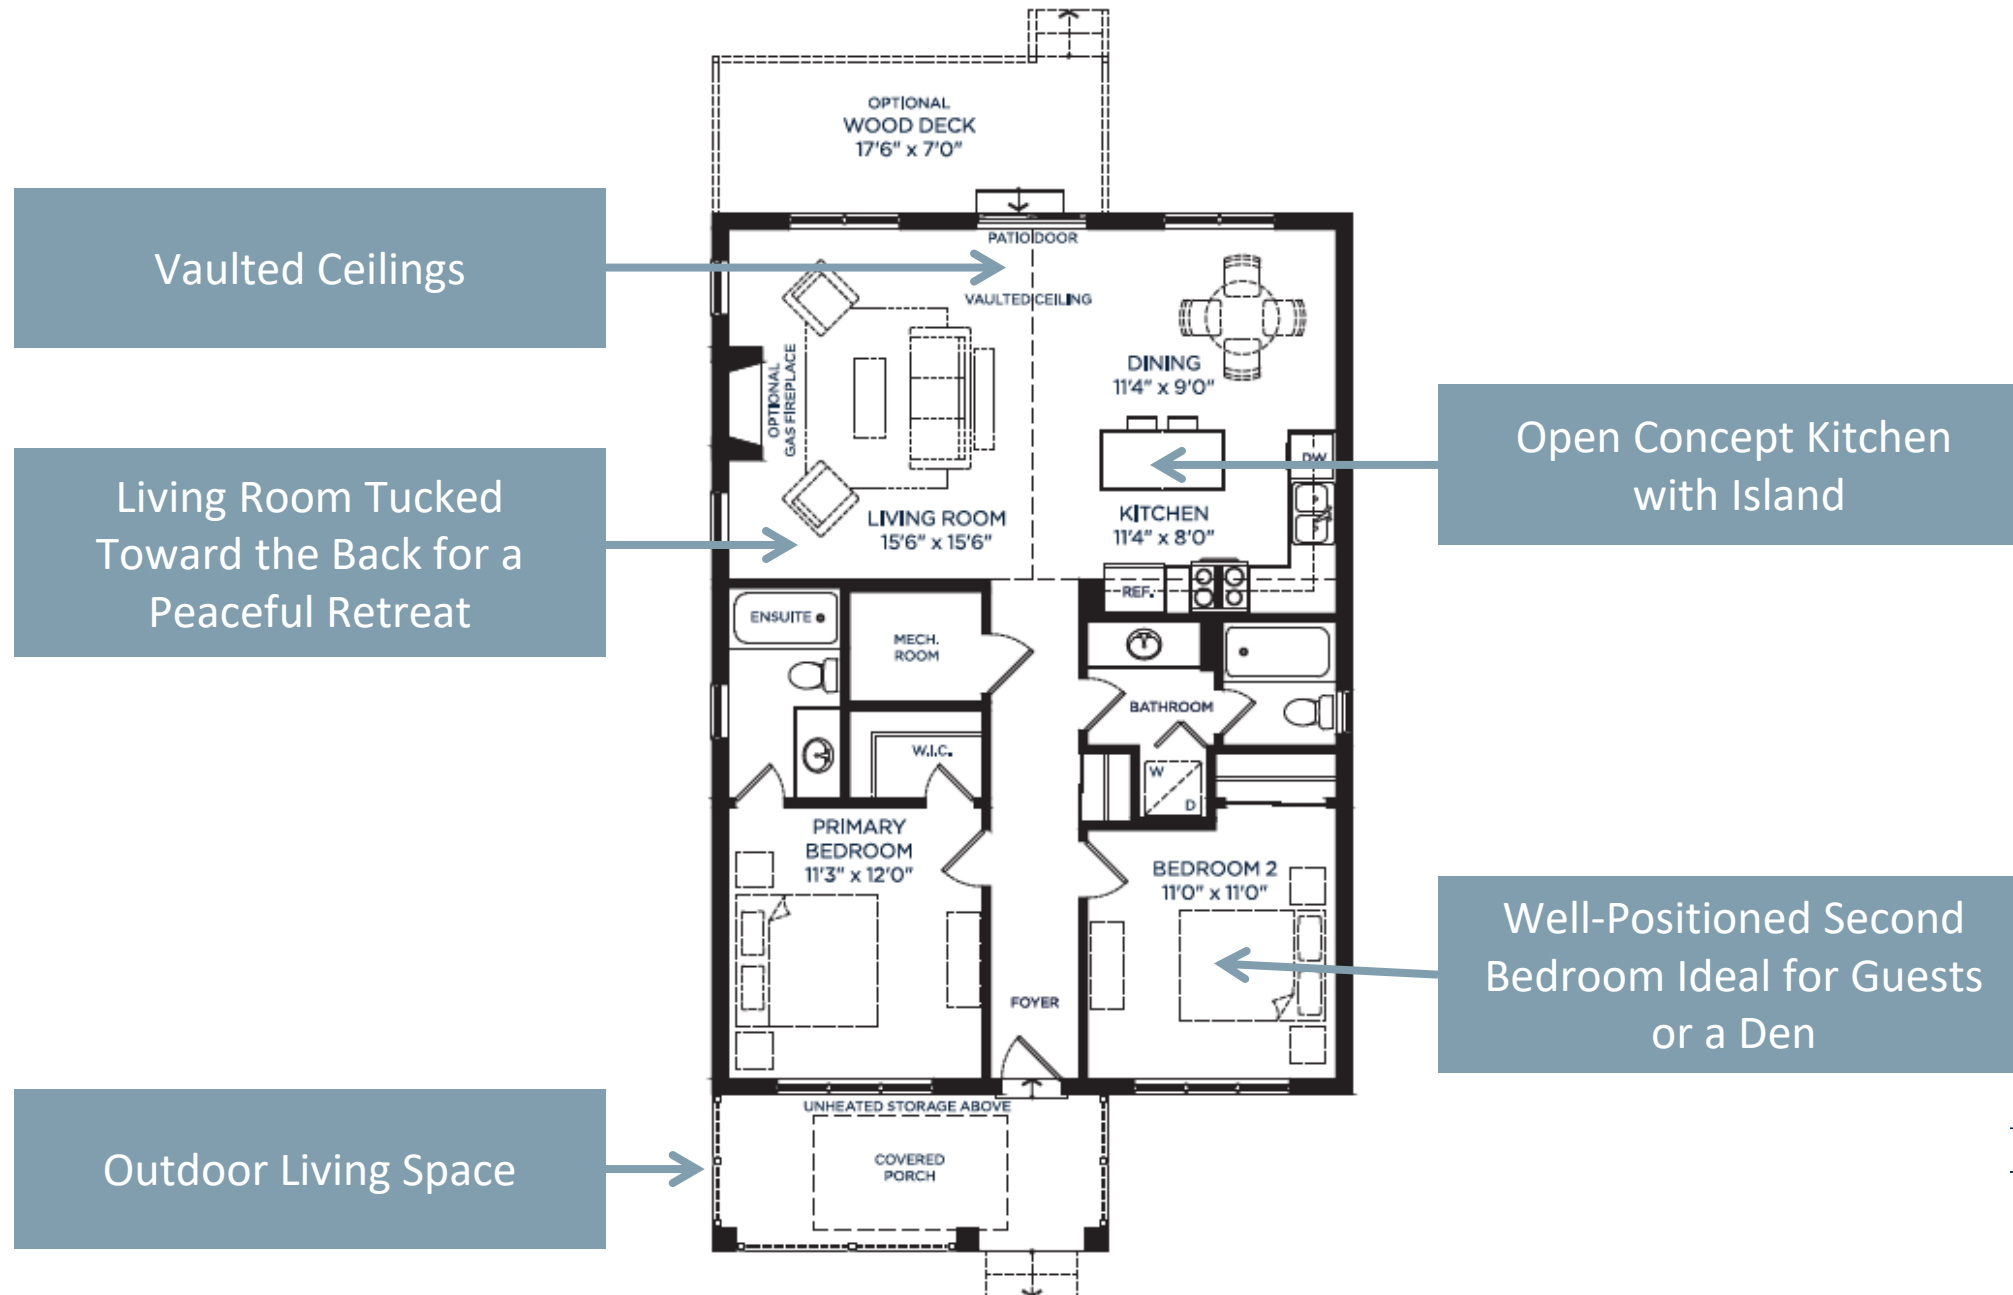 OPTIONAL
WOOD DECK
17'6" x 7'0"
Vaulted Ceilings
PATIO DOOR
VAULTED CEILING
DINING
11'4" x 9'0"
OPTIONAL
GAS FIREPLACE
Open Concept Kitchen
with Island
DW
Living Room Tucked
Toward the Back for a
Peaceful Retreat
LIVING ROOM
15'6" x 15'6"
KITCHEN
11'4" x 8'0"
REF.
ENSUITE
MECH.
ROOM
BATHROOM
W.I.C.
W
D
PRIMARY
BEDROOM
11'3" x 12'0"
BEDROOM 2
11'0" x 11'0"
Well-Positioned Second
Bedroom Ideal for Guests
or a Den
FOYER
UNHEATED STORAGE ABOVE
COVERED
PORCH
Outdoor Living Space